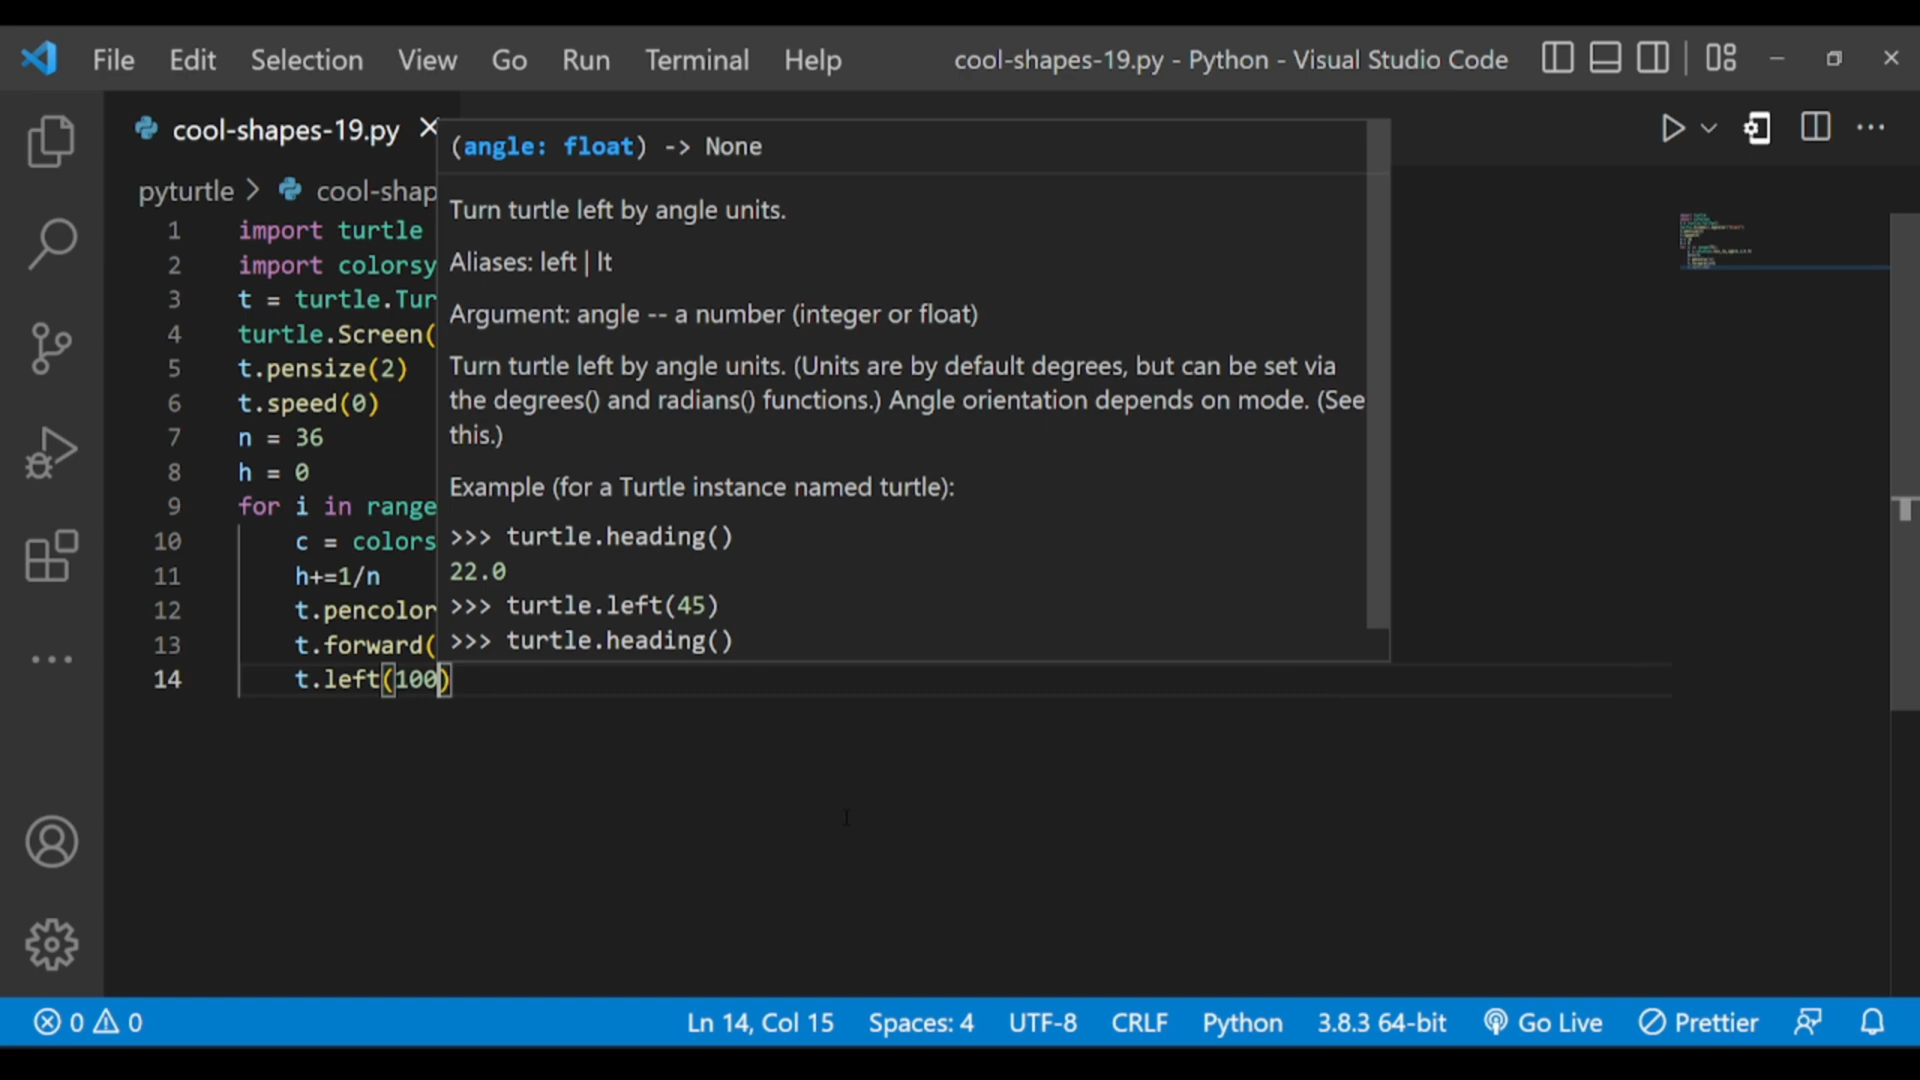 File Edit Selection View Go Run Terminal Help cool-shapes-19.py - Python - Visual Studio Code
cool-shapes-19.py
pyturtle > cool-shap
(angle: float) -> None
Turn turtle left by angle units.
Aliases: left | lt
Argument: angle -- a number (integer or float)
Turn turtle left by angle units. (Units are by default degrees, but can be set via
the degrees() and radians() functions.) Angle orientation depends on mode. (See
this.)
Example (for a Turtle instance named turtle):
>>> turtle.heading()
22.0
>>> turtle.left(45)
>>> turtle.heading()
1 import turtle
2 import colorsy
3 t = turtle.Tur
4 turtle.Screen(
5 t.pensize(2)
6 t.speed(0)
7 n = 36
8 h = 0
9 for i in range
10 c = colors
11 h+=1/n
12 t.pencolor
13 t.forward(
14 t.left(100)
0 0 Ln 14, Col 15 Spaces: 4 UTF-8 CRLF Python 3.8.3 64-bit Go Live Prettier